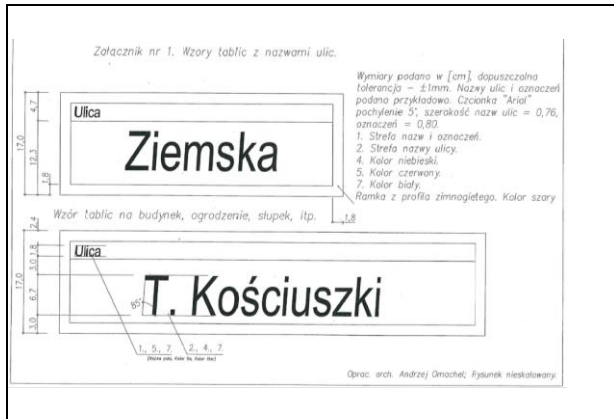 Załącznik nr 1. Wzory tablic z nazwami ulic.
Wymiary podano w [cm], dopuszczalna
tolerancja - ±1mm. Nazwy ulic i oznaczeń
podano przykładowo. Czcionka "Arial"
pochylenie 5°, szerokość nazw ulic = 0,76,
oznaczeń = 0,80.
1. Strefa nazw i oznaczeń.
2. Strefa nazwy ulicy.
4. Kolor niebieski.
5. Kolor czerwony.
7. Kolor biały.
Ramka z profila zimnogiętego. Kolor szary
17,0
4,7
12,3
1,8
Ulica
Ziemska
1,8
Wzór tablic na budynek, ogrodzenie, słupek, itp.
17,0
2,4
1,8
3,0
6,7
3,0
Ulica
T. Kościuszki
85°
1., 5., 7.
2., 4., 7.
Oprac. arch. Andrzej Omachel; Rysunek nieskalowany.